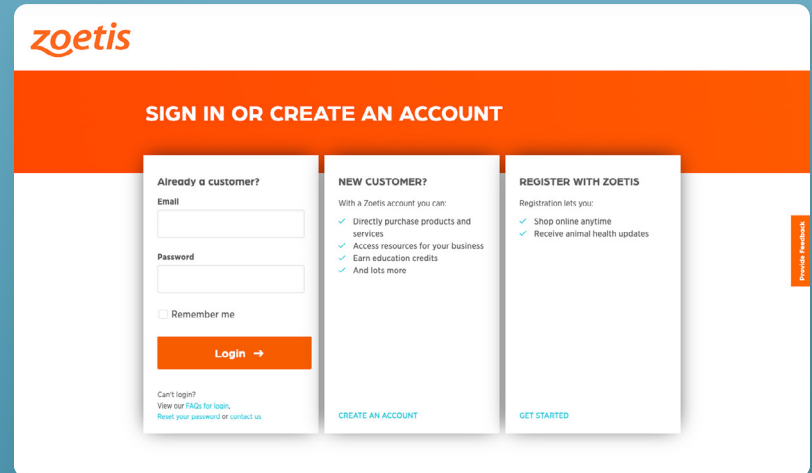 zoetis
SIGN IN OR CREATE AN ACCOUNT
Already a customer?
Email
Password
Remember me
Login →
Can't login?
View our FAQs for login,
Reset your password or contact us
NEW CUSTOMER?
With a Zoetis account you can:
Directly purchase products and
services
Access resources for your business
Earn education credits
And lots more
CREATE AN ACCOUNT
REGISTER WITH ZOETIS
Registration lets you:
Shop online anytime
Receive animal health updates
GET STARTED
Provide Feedback